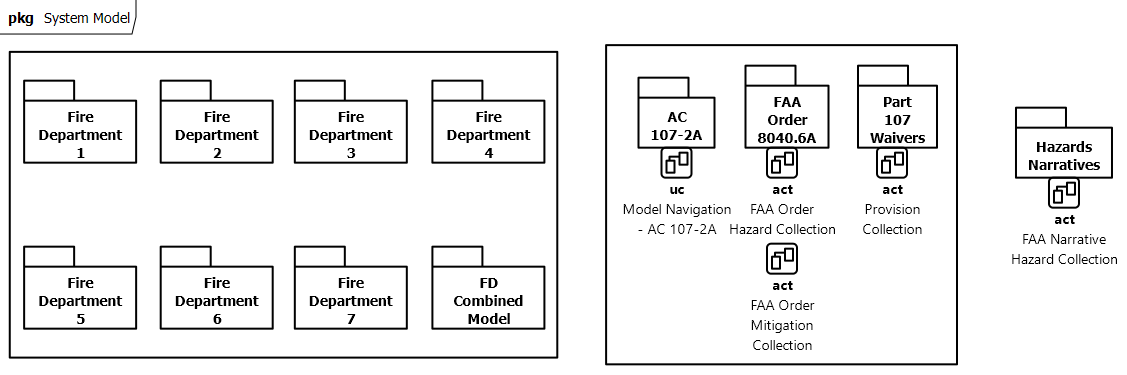 pkg System Model
Fire
Department
1
Fire
Department
2
Fire
Department
3
Fire
Department
4
Fire
Department
5
Fire
Department
6
Fire
Department
7
FD
Combined
Model
AC
107-2A
uc
Model Navigation
- AC 107-2A
FAA
Order
8040.6A
act
FAA Order
Hazard Collection
act
FAA Order
Mitigation
Collection
Part
107
Waivers
act
Provision
Collection
Hazards
Narratives
act
FAA Narrative
Hazard Collection